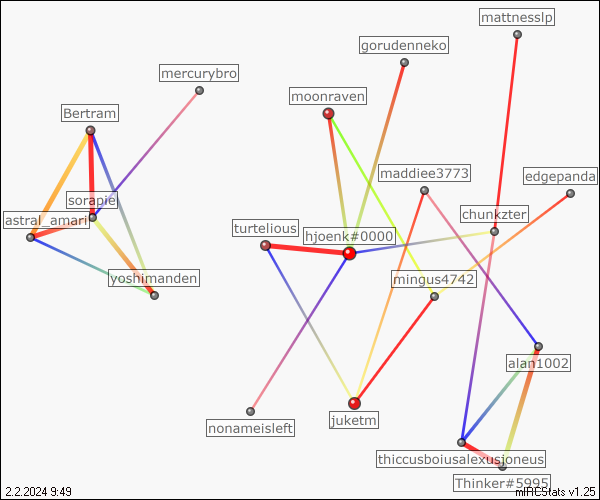 mattnesslp
gorudenneko
mercurybro
moonraven
Bertram
maddiee3773
edgepanda
sorapie
chunkzter
astral_amari
turtelious
hjoenk#0000
yoshimanden
mingus4742
alan1002
juketm
nonameisleft
thiccusboiusalexusjoneus
Thinker#5995
2.2.2024 9:49
mIRCStats v1.25